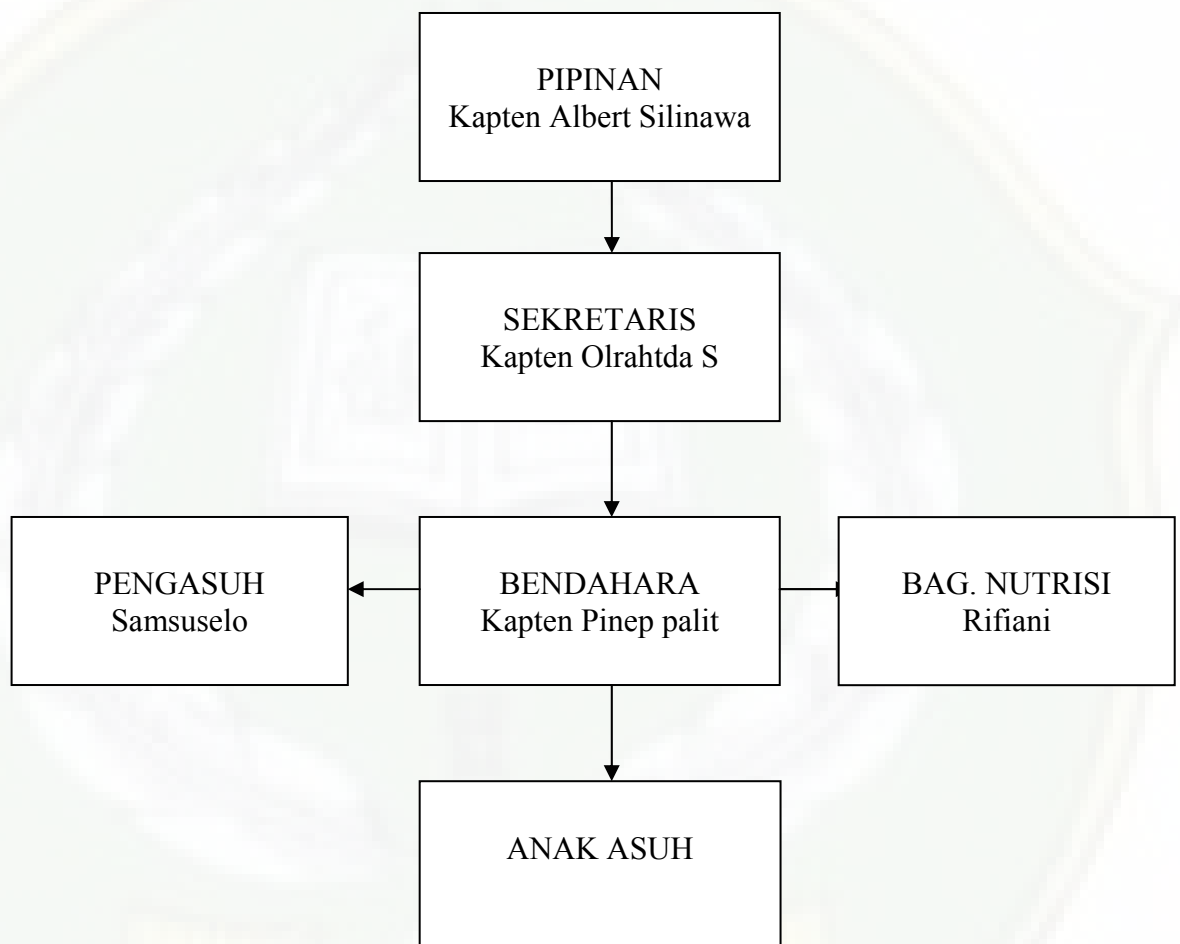 PIPINAN
Kapten Albert Silinawa
SEKRETARIS
Kapten Olrahtda S
PENGASUH
Samsuselo
BENDAHARA
Kapten Pinep palit
BAG. NUTRISI
Rifiani
ANAK ASUH